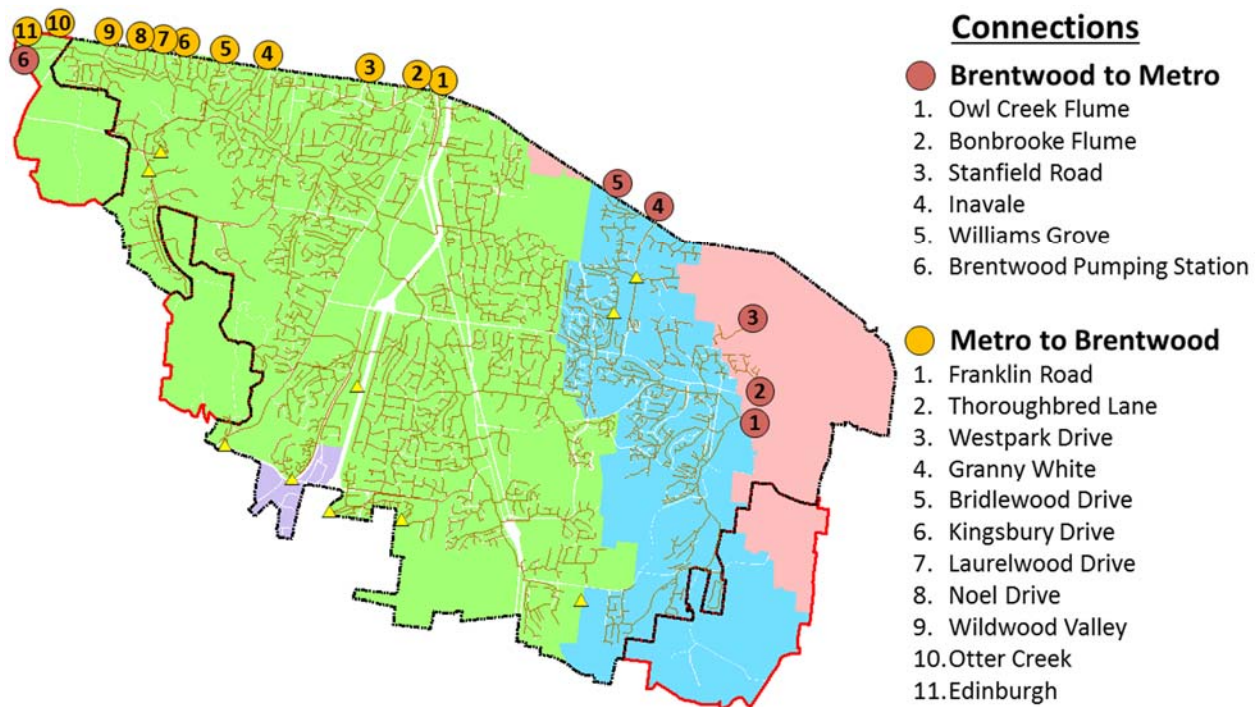 Connections
Brentwood to Metro
1. Owl Creek Flume
2. Bonbrooke Flume
3. Stanfield Road
4. Inavale
5. Williams Grove
6. Brentwood Pumping Station
Metro to Brentwood
1. Franklin Road
2. Thoroughbred Lane
3. Westpark Drive
4. Granny White
5. Bridlewood Drive
6. Kingsbury Drive
7. Laurelwood Drive
8. Noel Drive
9. Wildwood Valley
10. Otter Creek
11. Edinburgh
11 10 9 8 7 6 5 4 3 2 1
6
5
4
3
2
1